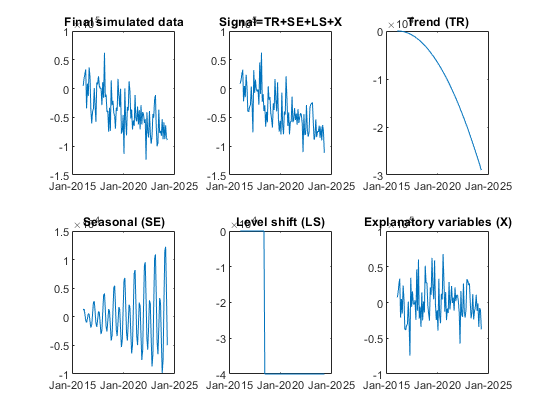 Final simulated data
Signal=TR+SE+LS+X
Trend (TR)
1
0.5
0
-0.5
-1
-1.5
Jan-2015
Jan-2020
Jan-2025
1
0.5
0
-0.5
-1
-1.5
Jan-2015
Jan-2020
Jan-2025
0
-1
-2
-3
Jan-2015
Jan-2020
Jan-2025
Seasonal (SE)
Level shift (LS)
Explanatory variables (X)
1.5
1
0.5
0
-0.5
-1
Jan-2015
Jan-2020
Jan-2025
0
-1
-2
-3
-4
Jan-2015
Jan-2020
Jan-2025
1
0.5
0
-0.5
-1
Jan-2015
Jan-2020
Jan-2025